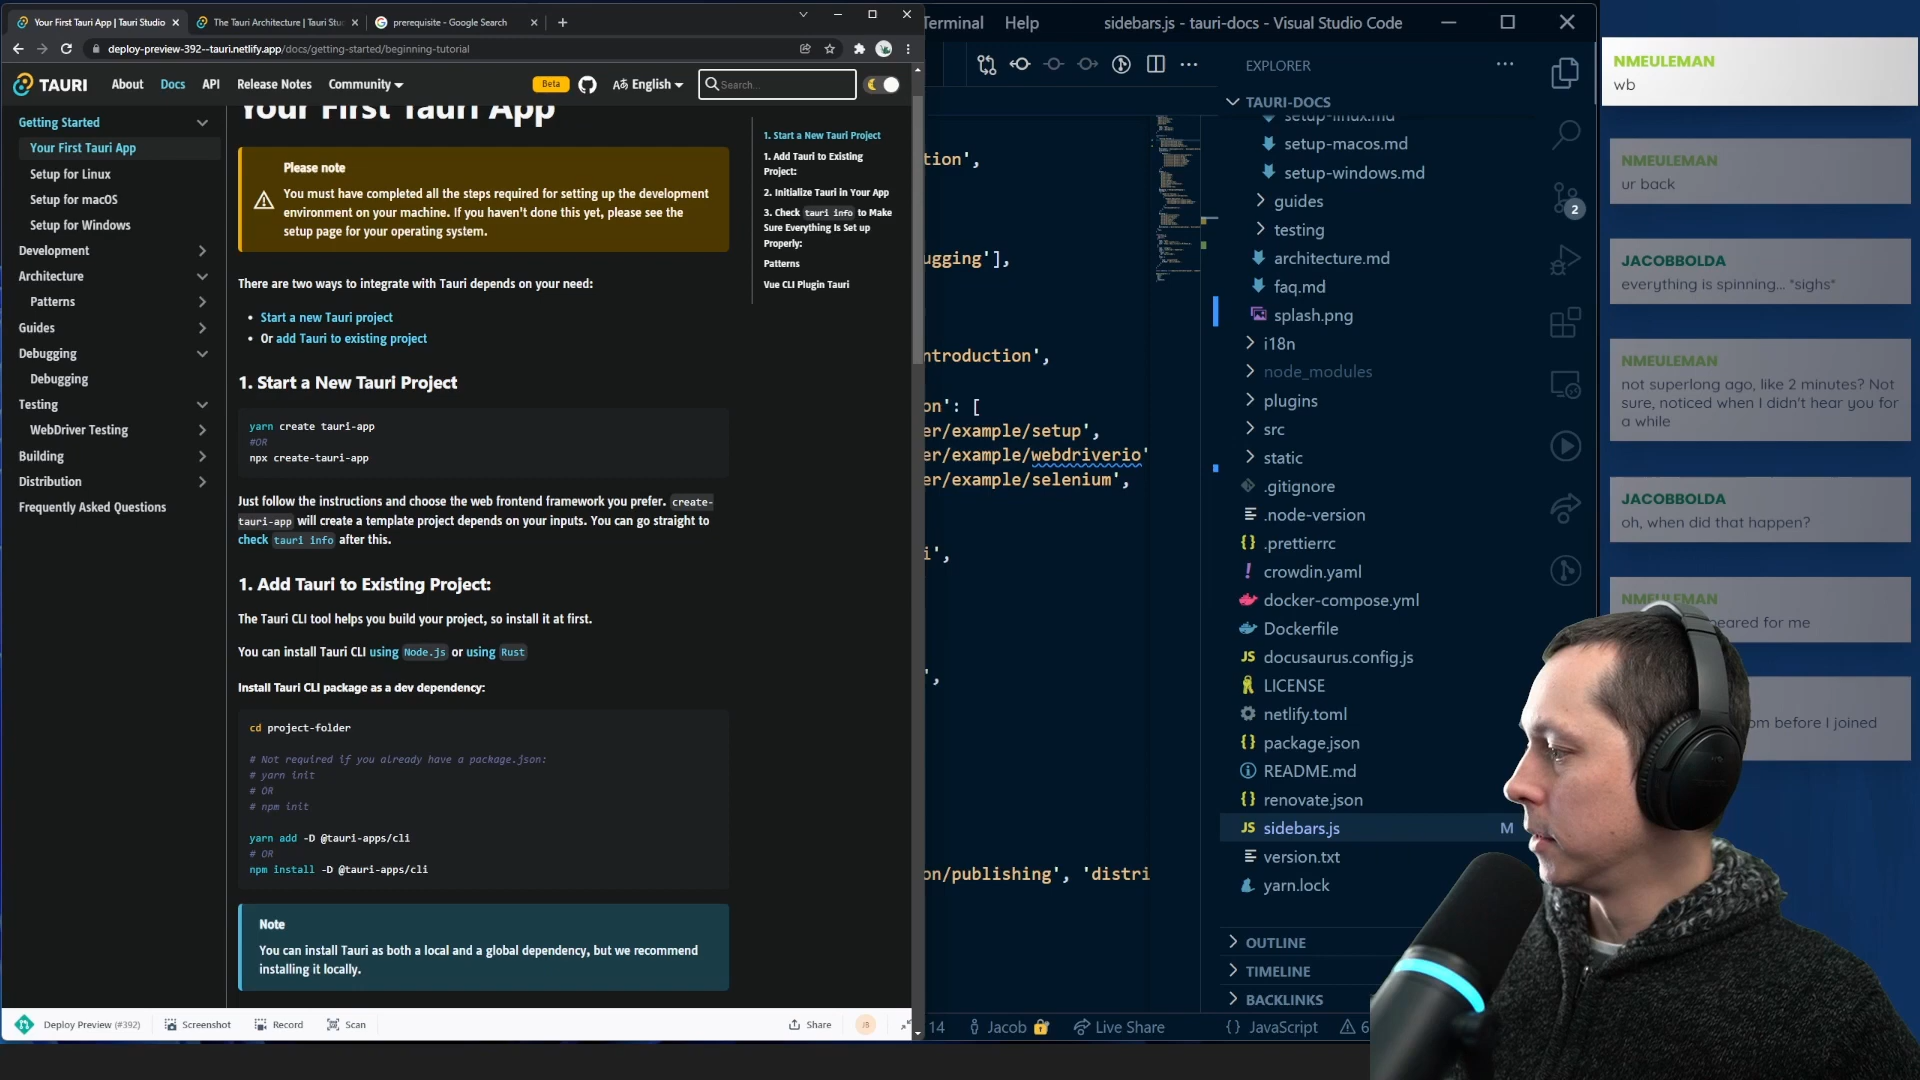 Your First Tauri App | Tauri Studio
The Tauri Architecture | Tauri Stu
prerequisite - Google Search
deploy-preview-392--tauri.netlify.app/docs/getting-started/beginning-tutorial
TAURI
About
Docs
API
Release Notes
Community
Beta
English
Search...
Getting Started
Your First Tauri App
Setup for Linux
Setup for macOS
Setup for Windows
Development
Architecture
Patterns
Guides
Debugging
Debugging
Testing
WebDriver Testing
Building
Distribution
Frequently Asked Questions
Your First Tauri App
Please note
You must have completed all the steps required for setting up the development
environment on your machine. If you haven't done this yet, please see the
setup page for your operating system.
There are two ways to integrate with Tauri depends on your need:
• Start a new Tauri project
• Or add Tauri to existing project
1. Start a New Tauri Project
yarn create tauri-app
#OR
npx create-tauri-app
Just follow the instructions and choose the web frontend framework you prefer. create-
tauri-app will create a template project depends on your inputs. You can go straight to
check tauri info after this.
1. Add Tauri to Existing Project:
The Tauri CLI tool helps you build your project, so install it at first.
You can install Tauri CLI using Node.js or using Rust
Install Tauri CLI package as a dev dependency:
cd project-folder
# Not required if you already have a package.json:
# yarn init
# OR
# npm init
yarn add -D @tauri-apps/cli
# OR
npm install -D @tauri-apps/cli
Note
You can install Tauri as both a local and a global dependency, but we recommend
installing it locally.
1. Start a New Tauri Project
1. Add Tauri to Existing
Project:
2. Initialize Tauri in Your App
3. Check tauri info to Make
Sure Everything Is Set up
Properly:
Patterns
Vue CLI Plugin Tauri
Deploy Preview (#392)
Screenshot
Record
Scan
Share
JB
Terminal
Help
sidebars.js - tauri-docs - Visual Studio Code
tion',
ugging'],
ntroduction',
on': [
er/example/setup',
er/example/webdriverio'
er/example/selenium',
i',
',
on/publishing', 'distri
EXPLORER
TAURI-DOCS
setup-linux.md
setup-macos.md
setup-windows.md
guides
testing
architecture.md
faq.md
splash.png
i18n
node_modules
plugins
src
static
.gitignore
.node-version
.prettierrc
crowdin.yaml
docker-compose.yml
Dockerfile
JS docusaurus.config.js
LICENSE
netlify.toml
package.json
README.md
renovate.json
JS sidebars.js M
version.txt
yarn.lock
OUTLINE
TIMELINE
BACKLINKS
14
Jacob
Live Share
{ } JavaScript
6
2
NMEULEMAN
wb
NMEULEMAN
ur back
JACOBBOLDA
everything is spinning... *sighs*
NMEULEMAN
not superlong ago, like 2 minutes? Not
sure, noticed when I didn't hear you for
a while
JACOBBOLDA
oh, when did that happen?
NMEULEMAN
peared for me
om before I joined